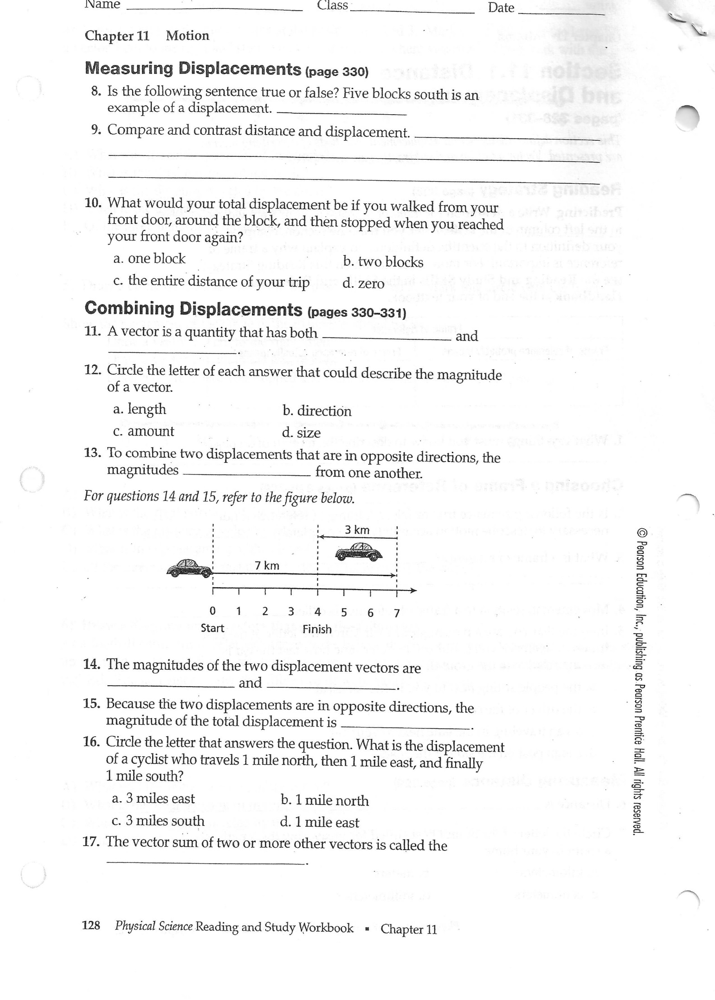 Name Class Date
Chapter 11 Motion
Measuring Displacements (page 330)
8. Is the following sentence true or false? Five blocks south is an
example of a displacement.
9. Compare and contrast distance and displacement.
10. What would your total displacement be if you walked from your
front door, around the block, and then stopped when you reached
your front door again?
a. one block b. two blocks
c. the entire distance of your trip d. zero
Combining Displacements (pages 330–331)
11. A vector is a quantity that has both and
.
12. Circle the letter of each answer that could describe the magnitude
of a vector.
a. length b. direction
c. amount d. size
13. To combine two displacements that are in opposite directions, the
magnitudes from one another.
For questions 14 and 15, refer to the figure below.
3 km
7 km
0 1 2 3 4 5 6 7
Start Finish
14. The magnitudes of the two displacement vectors are
and .
15. Because the two displacements are in opposite directions, the
magnitude of the total displacement is .
16. Circle the letter that answers the question. What is the displacement
of a cyclist who travels 1 mile north, then 1 mile east, and finally
1 mile south?
a. 3 miles east b. 1 mile north
c. 3 miles south d. 1 mile east
17. The vector sum of two or more other vectors is called the
.
128 Physical Science Reading and Study Workbook ▪ Chapter 11
© Pearson Education, Inc., publishing as Pearson Prentice Hall. All rights reserved.